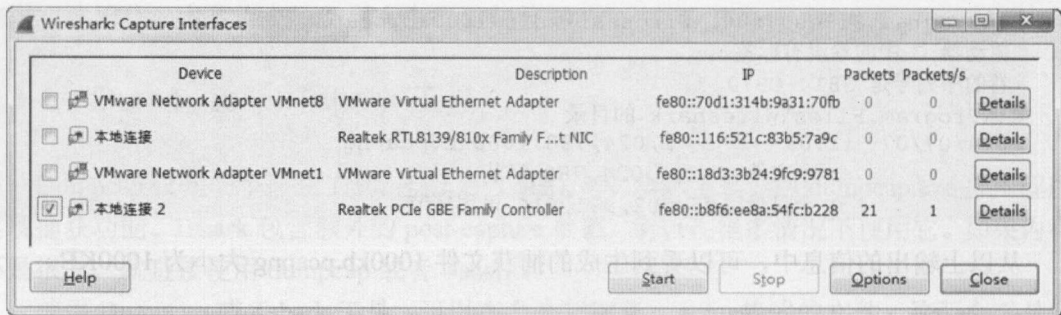 Wireshark: Capture Interfaces
Device Description IP Packets Packets/s
VMware Network Adapter VMnet8 VMware Virtual Ethernet Adapter fe80::70d1:314b:9a31:70fb 0 0 Details
本地连接 Realtek RTL8139/810x Family F...t NIC fe80::116:521c:83b5:7a9c 0 0 Details
VMware Network Adapter VMnet1 VMware Virtual Ethernet Adapter fe80::18d3:3b24:9fc9:9781 0 0 Details
本地连接 2 Realtek PCIe GBE Family Controller fe80::b8f6:ee8a:54fc:b228 21 1 Details
Help Start Stop Options Close